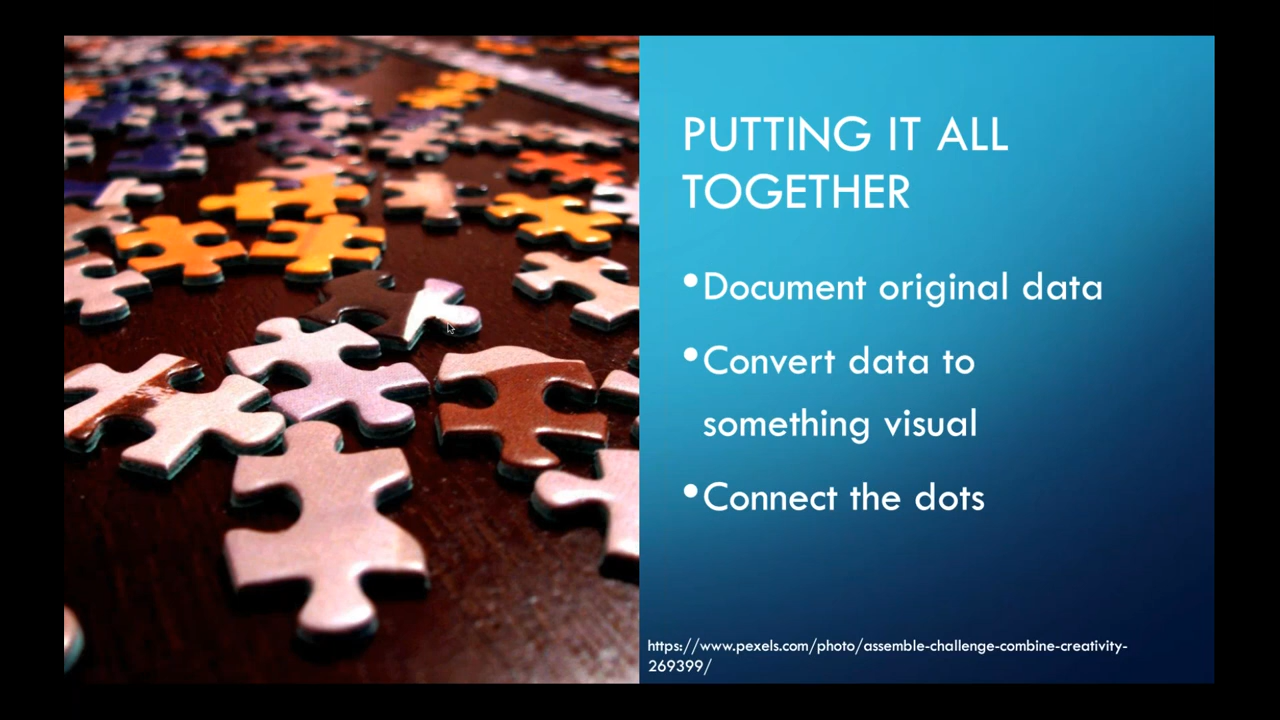 PUTTING IT ALL
TOGETHER
•Document original data
•Convert data to
something visual
•Connect the dots
https://www.pexels.com/photo/assemble-challenge-combine-creativity-
269399/